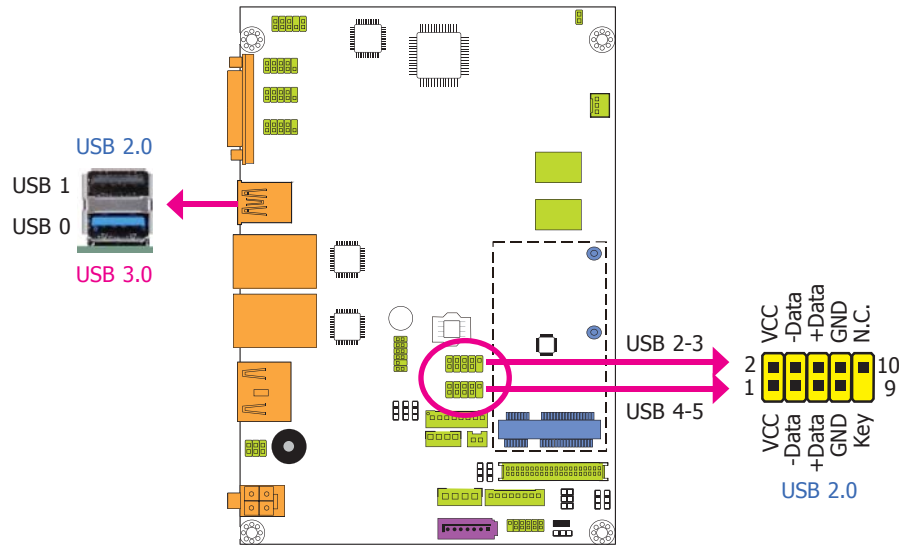 USB 2.0
USB 1
USB 0
USB 3.0
USB 2-3
USB 4-5
VCC
-Data
+Data
GND
N.C.
2
10
1
9
VCC
-Data
+Data
GND
Key
USB 2.0